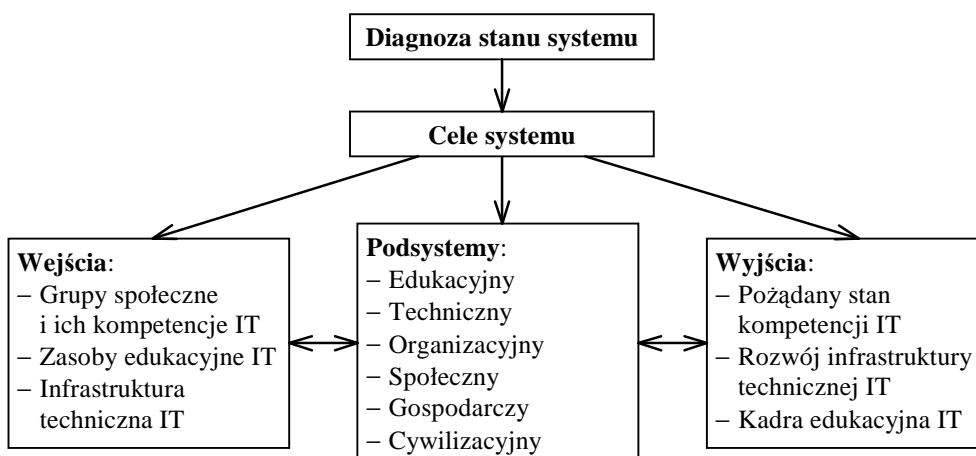 Diagnoza stanu systemu
Cele systemu
Wejścia:
– Grupy społeczne
i ich kompetencje IT
– Zasoby edukacyjne IT
– Infrastruktura
techniczna IT
Podsystemy:
– Edukacyjny
– Techniczny
– Organizacyjny
– Społeczny
– Gospodarczy
– Cywilizacyjny
Wyjścia:
– Pożądany stan
kompetencji IT
– Rozwój infrastruktury
technicznej IT
– Kadra edukacyjna IT